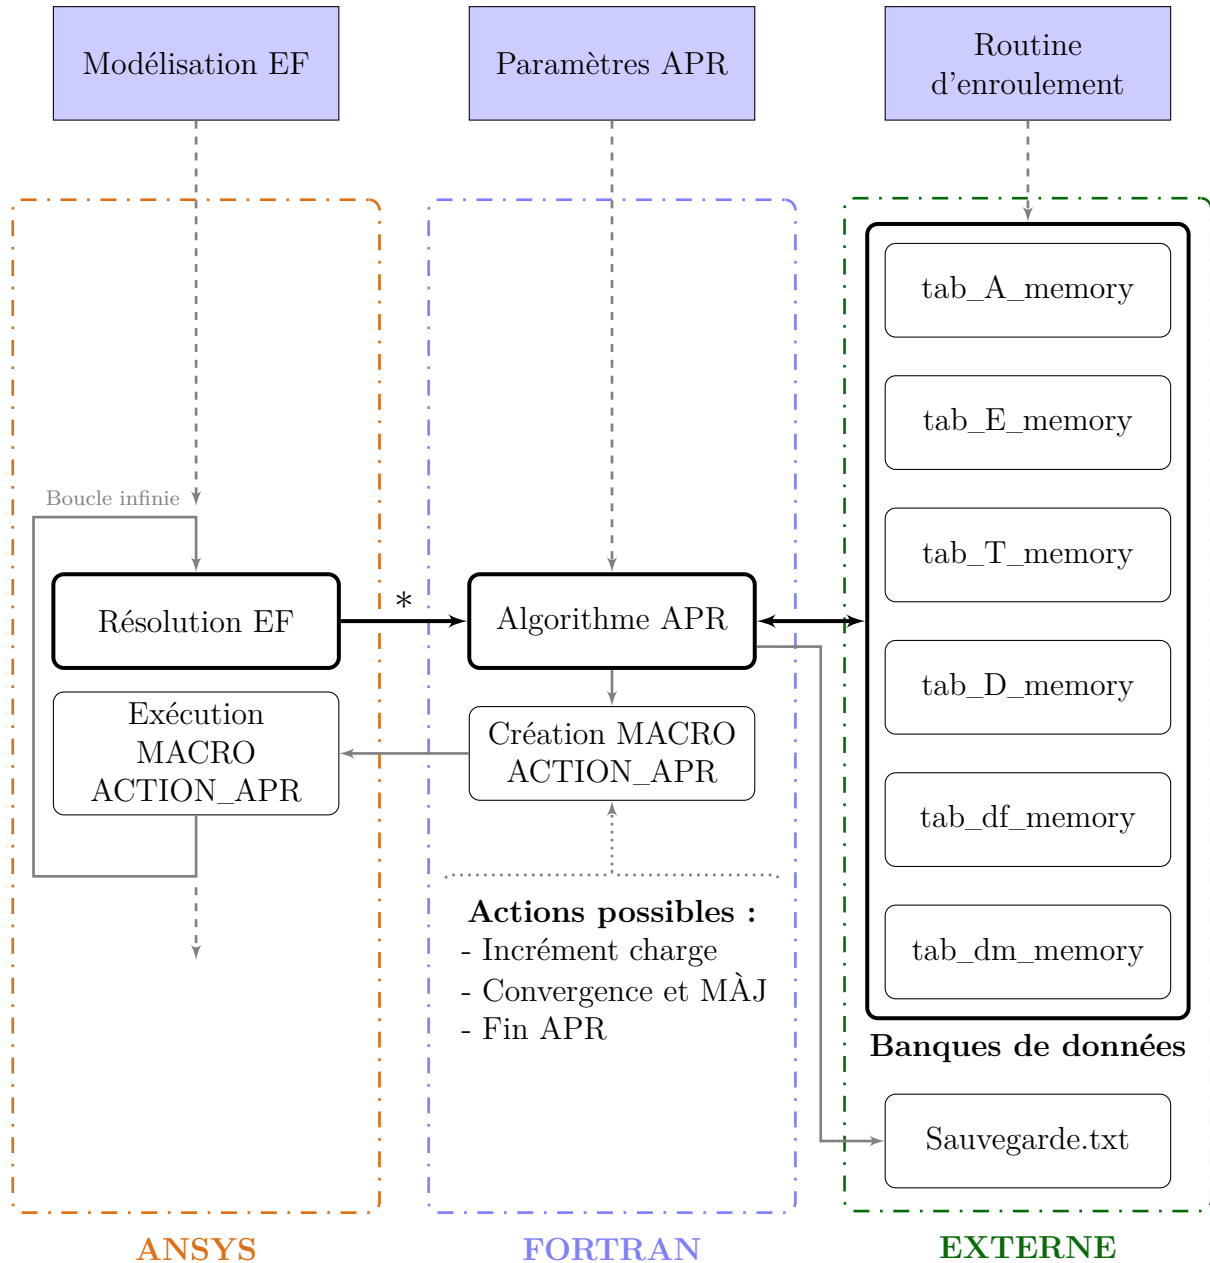 Modélisation EF
Paramètres APR
Routine
d'enroulement
tab_A_memory
tab_E_memory
tab_T_memory
tab_D_memory
tab_df_memory
tab_dm_memory
Banques de données
Sauvegarde.txt
Boucle infinie
Résolution EF
*
Algorithme APR
Exécution
MACRO
ACTION_APR
Création MACRO
ACTION_APR
Actions possibles :
- Incrément charge
- Convergence et MÀJ
- Fin APR
ANSYS
FORTRAN
EXTERNE